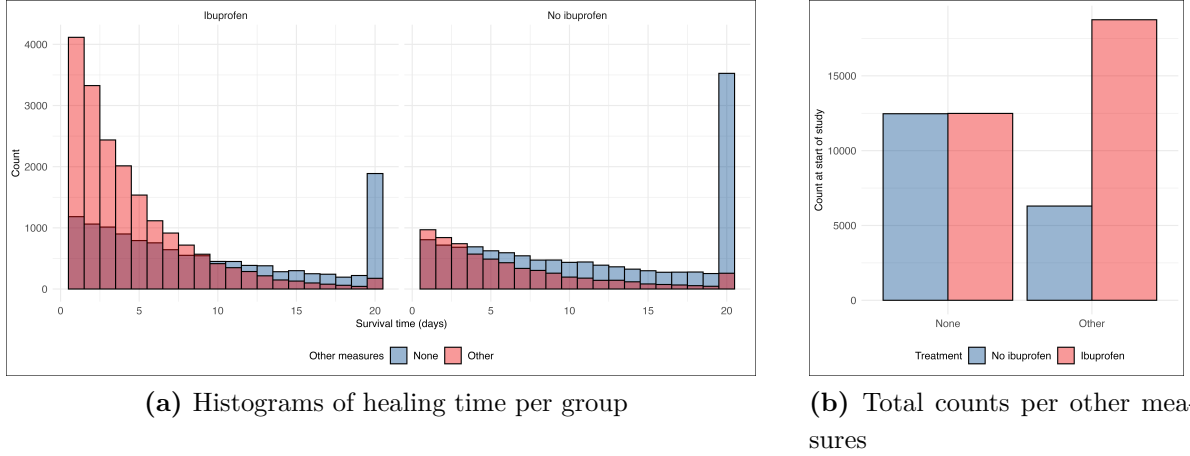 Ibuprofen
No ibuprofen
4000
3000
2000
1000
0
Count
0 5 10 15 20
0 5 10 15 20
Survival time (days)
Other measures None Other
(a) Histograms of healing time per group
15000
10000
5000
0
Count at start of study
None Other
Treatment No ibuprofen Ibuprofen
(b) Total counts per other mea-
sures